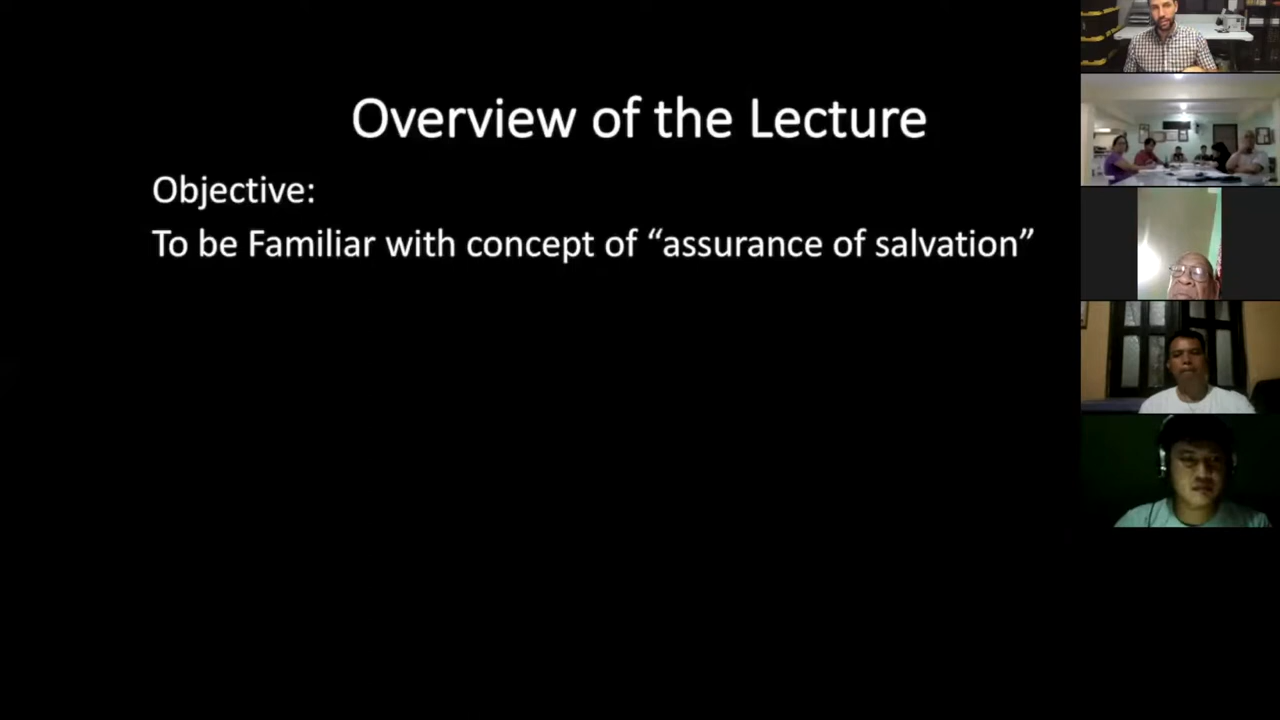 Overview of the Lecture
Objective:
To be Familiar with concept of “assurance of salvation”